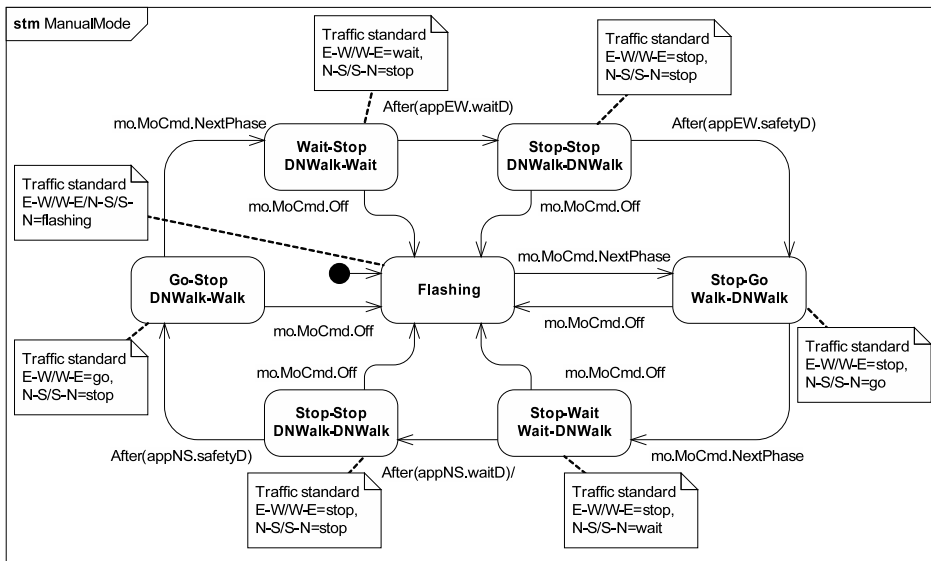 stm ManualMode
Traffic standard
E-W/W-E=wait,
N-S/S-N=stop
Traffic standard
E-W/W-E=stop,
N-S/S-N=stop
After(appEW.waitD)
mo.MoCmd.NextPhase
After(appEW.safetyD)
Wait-Stop
DNWalk-Wait
Stop-Stop
DNWalk-DNWalk
Traffic standard
E-W/W-E/N-S/S-
N=flashing
mo.MoCmd.Off
mo.MoCmd.Off
mo.MoCmd.NextPhase
Go-Stop
DNWalk-Walk
Flashing
Stop-Go
Walk-DNWalk
mo.MoCmd.Off
mo.MoCmd.Off
Traffic standard
E-W/W-E=go,
N-S/S-N=stop
Traffic standard
E-W/W-E=stop,
N-S/S-N=go
mo.MoCmd.Off
mo.MoCmd.Off
Stop-Stop
DNWalk-DNWalk
Stop-Wait
Wait-DNWalk
After(appNS.safetyD)
After(appNS.waitD)/
mo.MoCmd.NextPhase
Traffic standard
E-W/W-E=stop,
N-S/S-N=stop
Traffic standard
E-W/W-E=stop,
N-S/S-N=wait